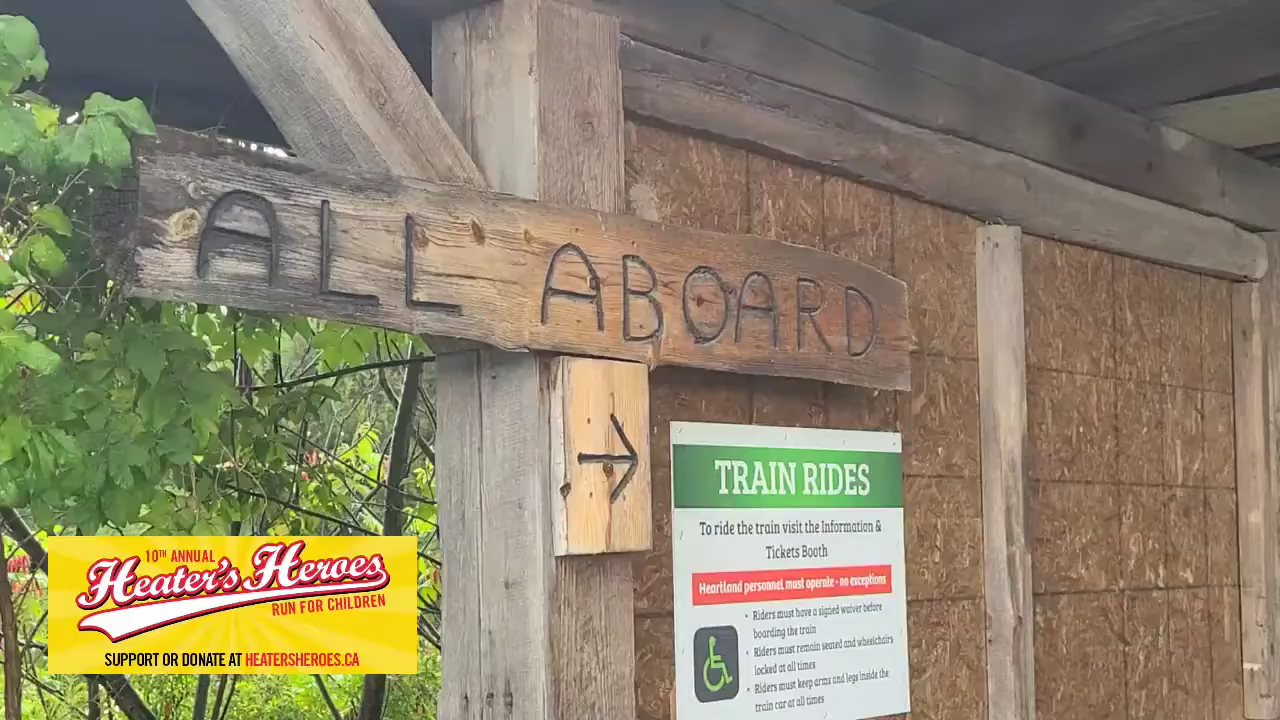 ALL ABOARD
→
TRAIN RIDES
To ride the train visit the Information &
Tickets Booth
Heartland personnel must operate - no exceptions
• Riders must have a signed waiver before
boarding the train
• Riders must remain seated and wheelchairs
locked at all times
• Riders must keep arms and legs inside the
train car at all times
10TH ANNUAL
Heater's Heroes
RUN FOR CHILDREN
SUPPORT OR DONATE AT HEATERSHEROES.CA